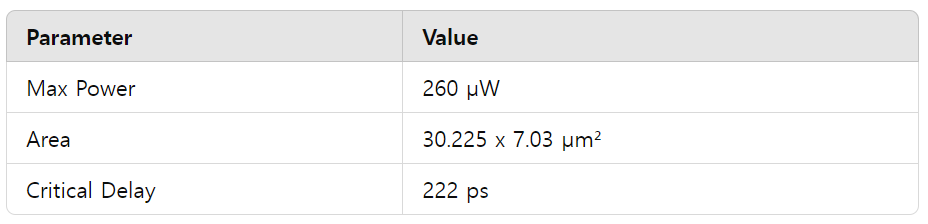 Parameter Value
Max Power 260 μW
Area 30.225 x 7.03 μm²
Critical Delay 222 ps